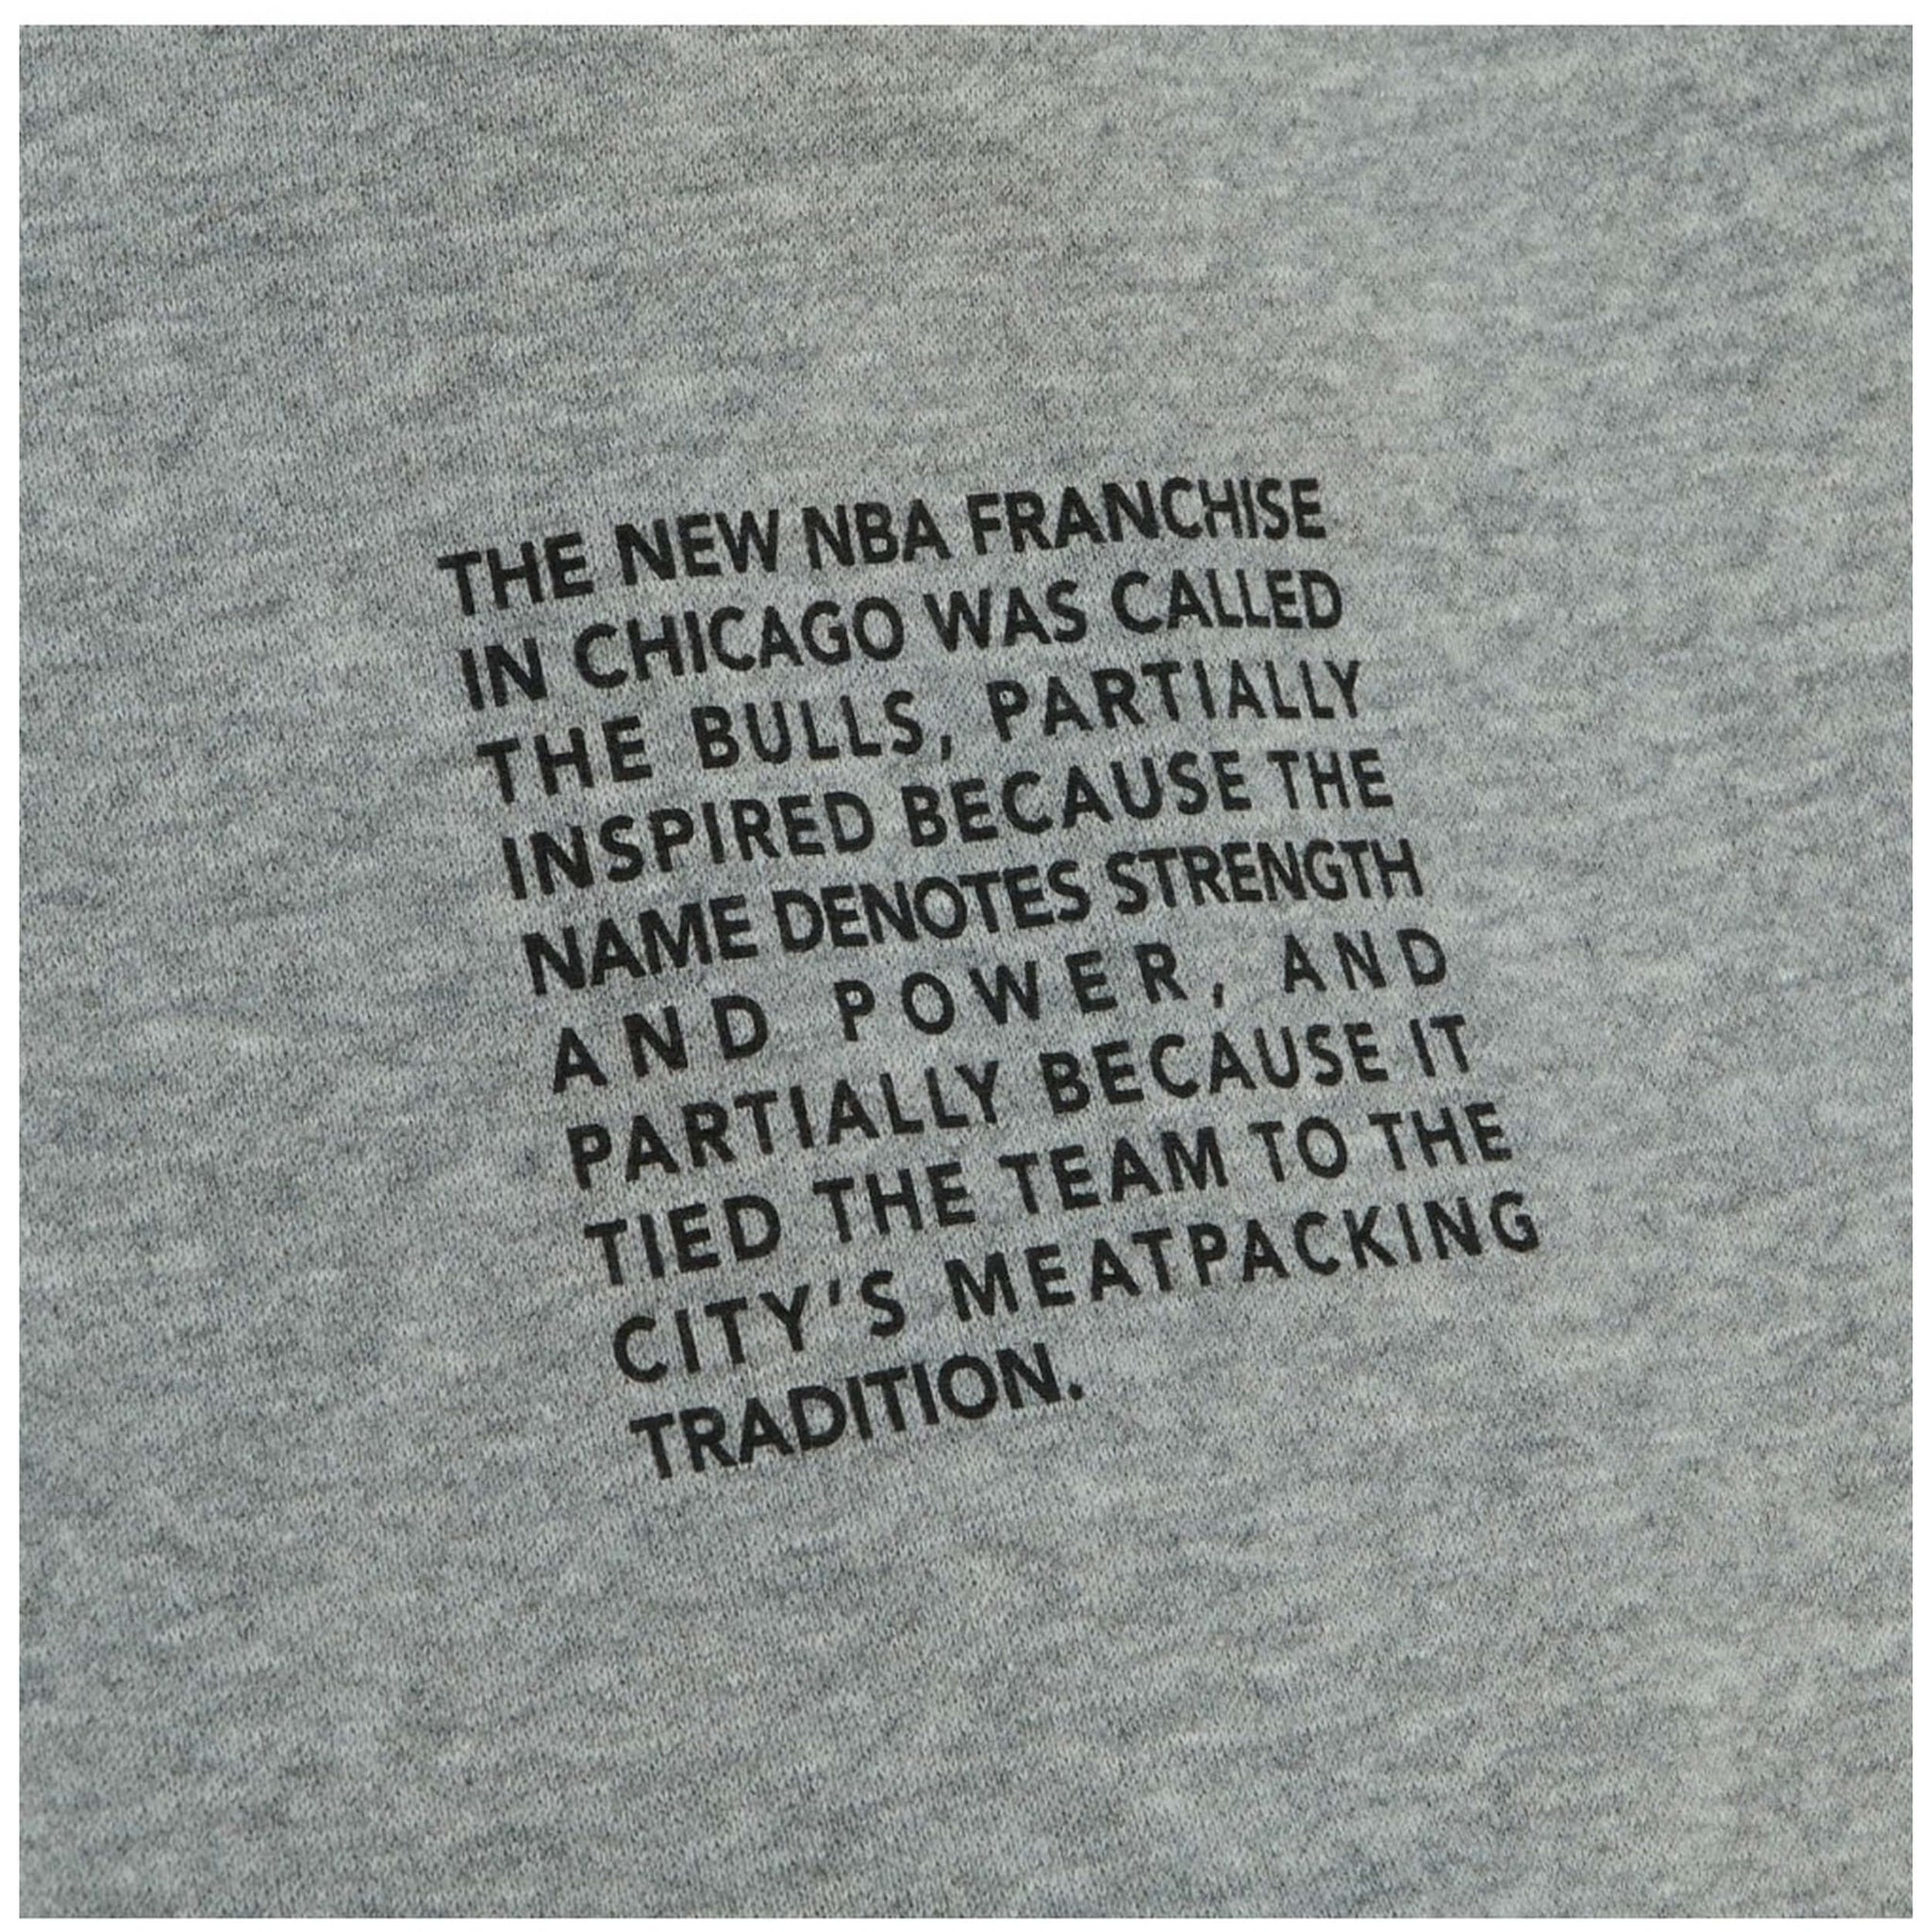 THE NEW NBA FRANCHISE
IN CHICAGO WAS CALLED
THE BULLS, PARTIALLY
INSPIRED BECAUSE THE
NAME DENOTES STRENGTH
AND POWER, AND
PARTIALLY BECAUSE IT
TIED THE TEAM TO THE
CITY'S MEATPACKING
TRADITION.